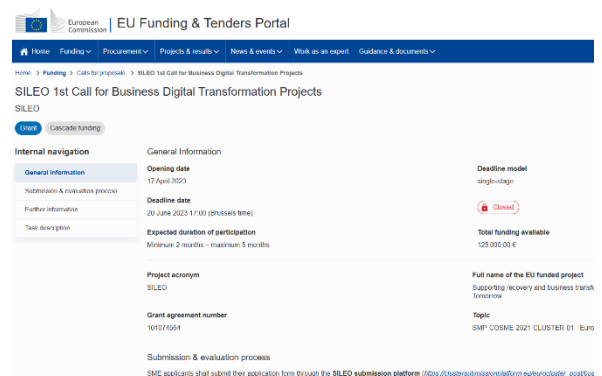 European
Commission
EU Funding & Tenders Portal
Home Funding Procurement Projects & results News & events Work as an expert Guidance & documents
Home > Funding > Calls for proposals > SILEO 1st Call for Business Digital Transformation Projects
SILEO 1st Call for Business Digital Transformation Projects
SILEO
Grant Cascade funding
Internal navigation
General Information
Submission & evaluation process
Further information
Task description
General Information
Opening date
17 April 2023
Deadline model
single-stage
Deadline date
20 June 2023 17:00 (Brussels time)
Closed
Expected duration of participation
Minimum 2 months – maximum 5 months
Total funding available
125 000,00 €
Project acronym
SILEO
Full name of the EU funded project
Supporting recovery and business transfo
Tomorrow
Grant agreement number
101074564
Topic
SMP COSME 2021 CLUSTER 01 Euro
Submission & evaluation process
SME applicants shall submit their application form through the SILEO submission platform